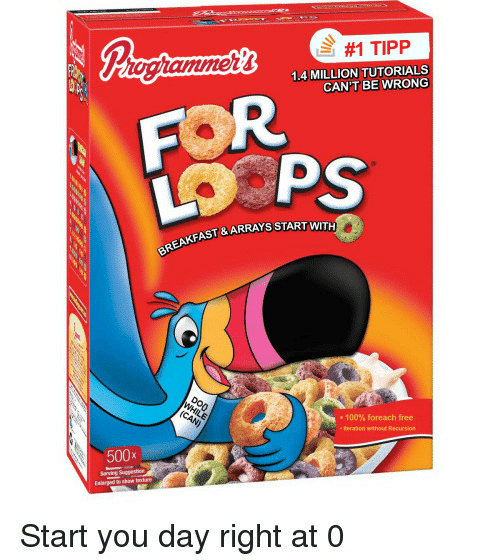 Programmer's
#1 TIPP
1.4 MILLION TUTORIALS
CAN'T BE WRONG
FOR
LOOPS
BREAKFAST & ARRAYS START WITH
DO()
WHILE
(CAN)
• 100% foreach free
• Iteration without Recursion
500x
Serving Suggestion
Enlarged to show texture
Start you day right at 0